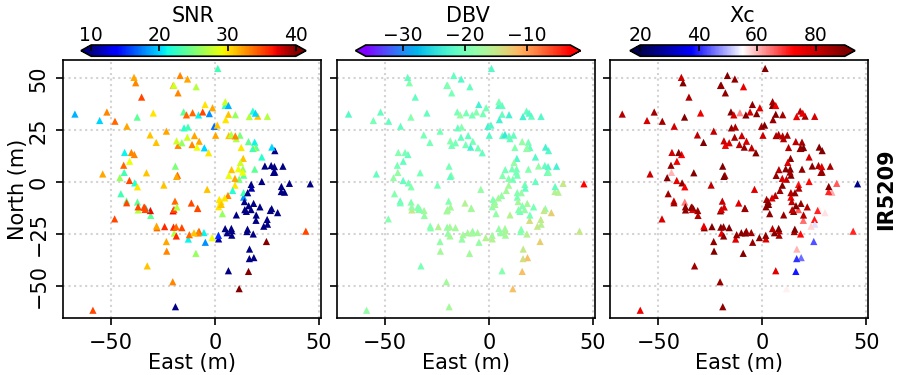 SNR DBV Xc
10 20 30 40 −30 −20 −10 20 40 60 80
50
25
0
−25
−50
North (m)
−50 0 50 −50 0 50 −50 0 50
East (m) East (m) East (m)
IR5209